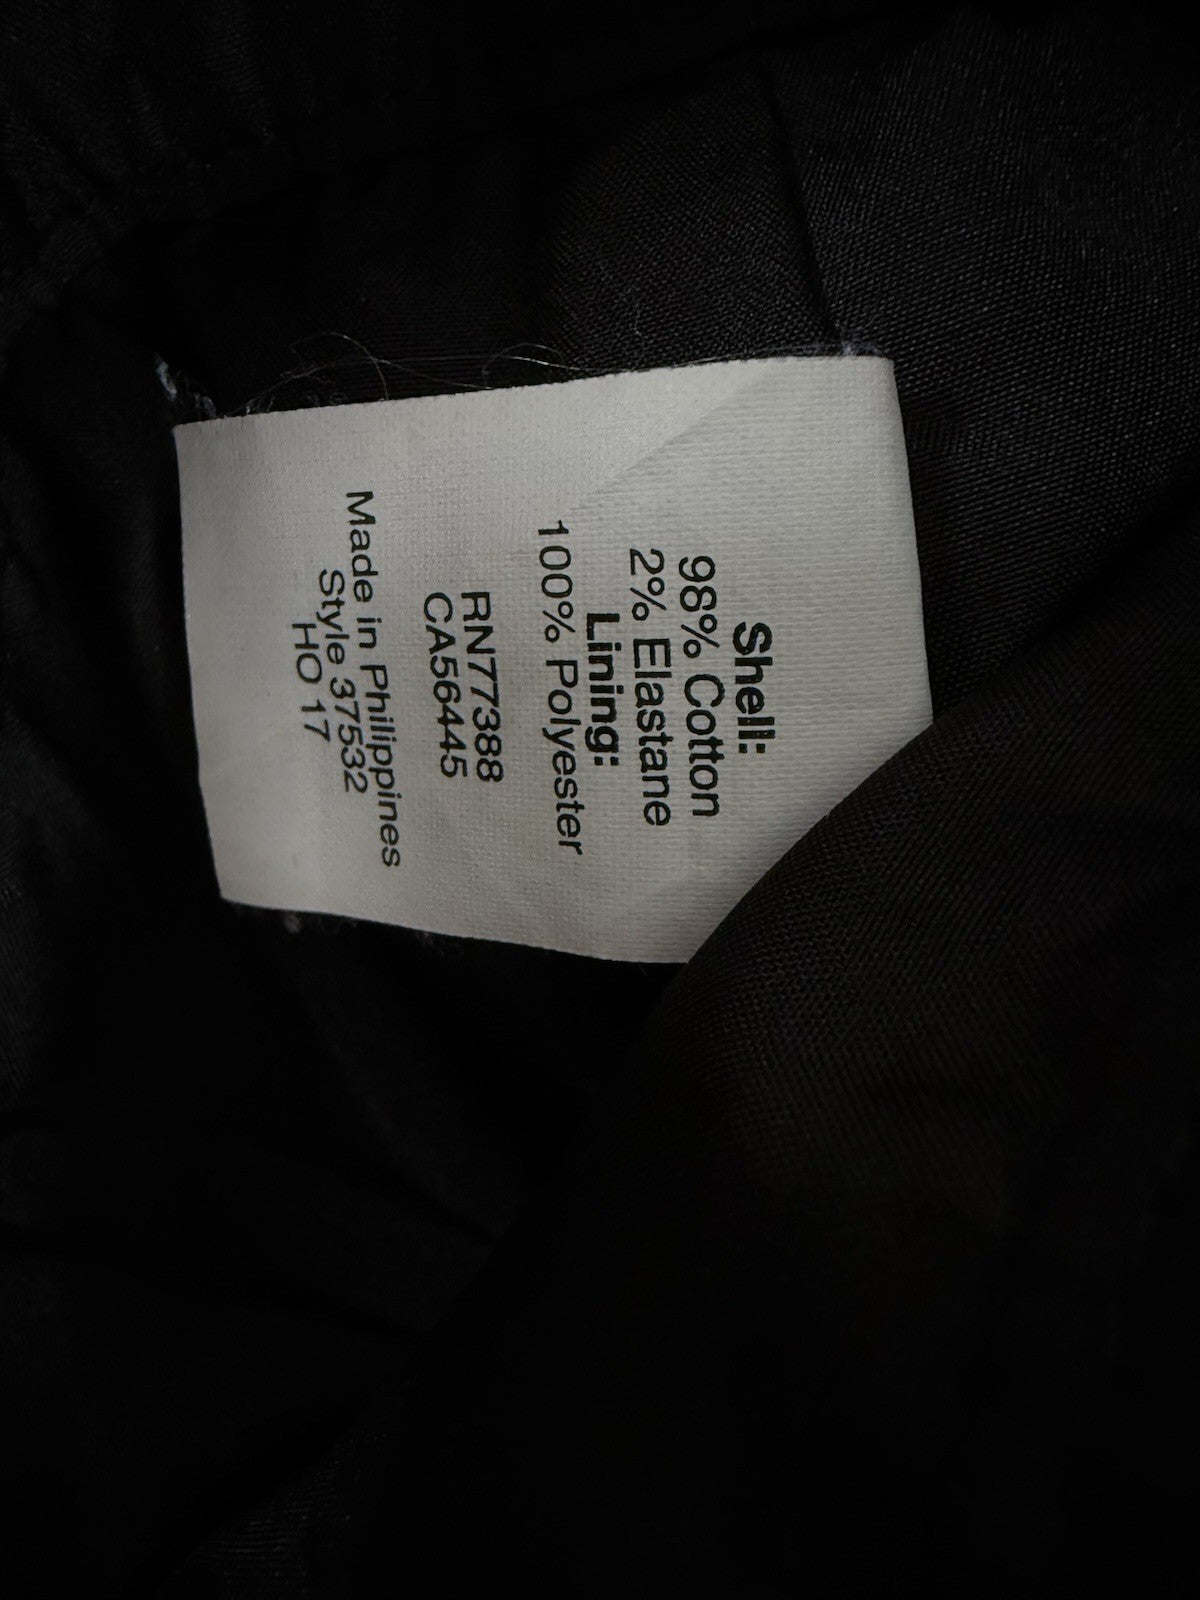 Shell:
98% Cotton
2% Elastane
Lining:
100% Polyester
RN77388
CA56445
Made in Philippines
Style 37532
HO 17